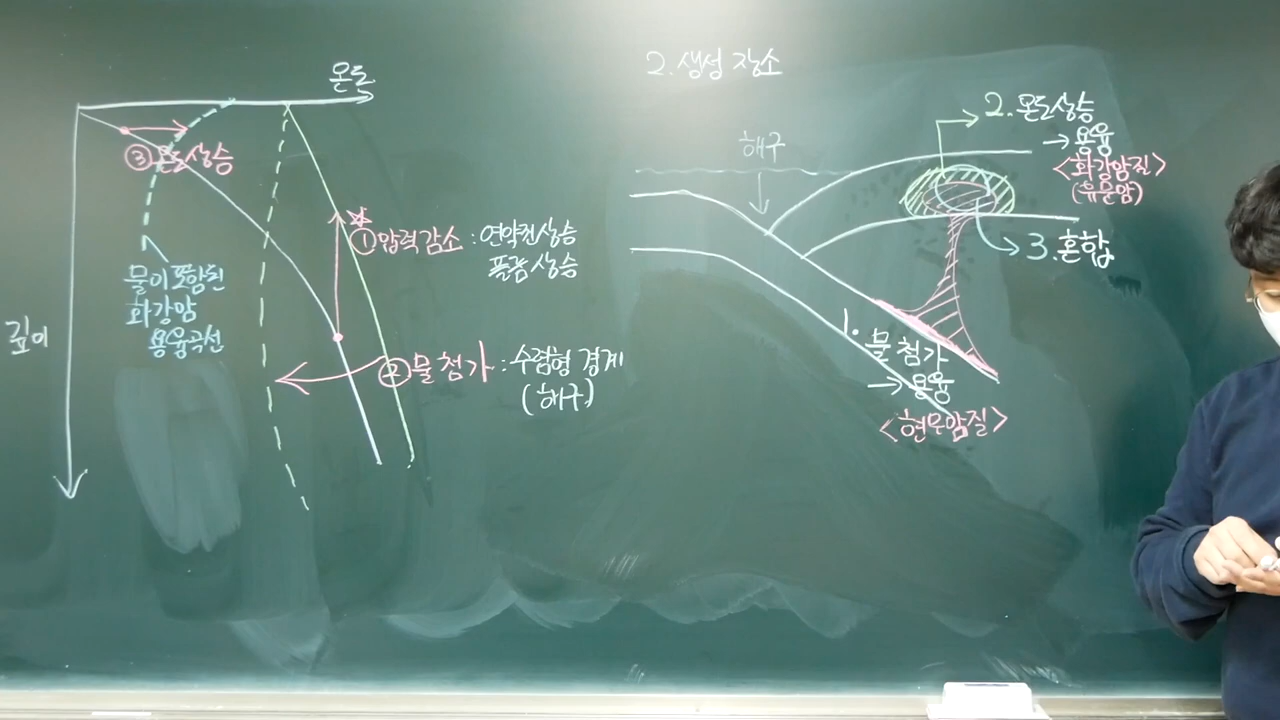 온도
깊이
③온도상승
물이 포함된
화강암
용융곡선
①압력감소 : 연약권상승
플룸상승
②물 첨가 : 수렴형 경계
(해구)
2. 생성 장소
해구
2. 온도상승
→ 용융
<화강암질>
(유문암)
3. 혼합
1. 물 첨가
→ 용융
<현무암질>